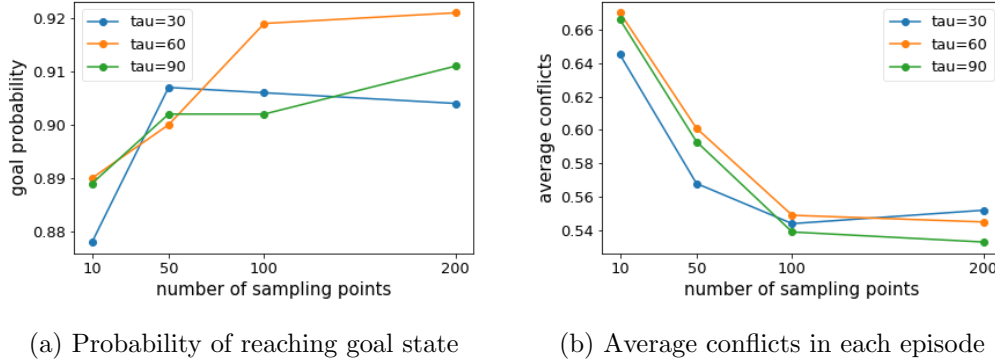 0.92
0.91
0.90
0.89
0.88
goal probability
tau=30
tau=60
tau=90
10
50
100
200
number of sampling points
(a) Probability of reaching goal state
0.66
0.64
0.62
0.60
0.58
0.56
0.54
average conflicts
tau=30
tau=60
tau=90
10
50
100
200
number of sampling points
(b) Average conflicts in each episode